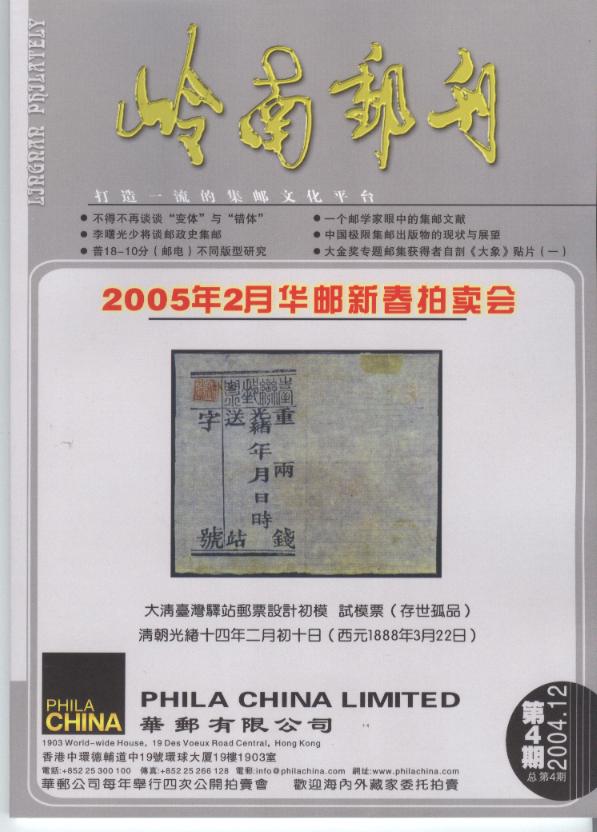 LINGNAN PHILATELY
岭南郵刊
打造一流的集邮文化平台
● 不得不再谈谈“变体”与“错体”
● 李曙光少将谈邮政史集邮
● 普18-10分（邮电）不同版型研究
● 一个邮学家眼中的集邮文献
● 中国极限集邮出版物的现状与展望
● 大金奖专题邮集获得者自剖《大象》贴片（一）
2005年2月华邮新春拍卖会
臺灣郵票
重 兩 錢
光緒 年 月 日 時
送 站
字 號
大清臺灣驛站郵票設計初模 試模票（存世孤品）
清朝光緒十四年二月初十日（西元1888年3月22日）
PHILA
CHINA
PHILA CHINA LIMITED
華郵有限公司
1903 World-wide House, 19 Des Voeux Road Central, Hong Kong
香港中環德輔道中19號環球大厦19樓1903室
電話:+852 25 300 100 傳真:+852 25 266 128 電郵:info@philachina.com 網址:www.philachina.com
華郵公司每年舉行四次公開拍賣會 歡迎海內外藏家委托拍賣
第4期
2004.12
总第4期